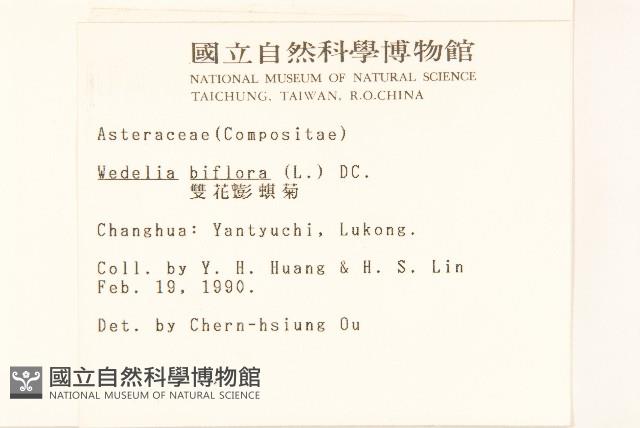 國立自然科學博物館
NATIONAL MUSEUM OF NATURAL SCIENCE
TAICHUNG, TAIWAN, R.O.CHINA
Asteraceae(Compositae)
Wedelia biflora (L.) DC.
雙花蟛蜞菊
Changhua: Yantyuchi, Lukong.
Coll. by Y. H. Huang & H. S. Lin
Feb. 19, 1990.
Det. by Chern-hsiung Ou
國立自然科學博物館
NATIONAL MUSEUM OF NATURAL SCIENCE